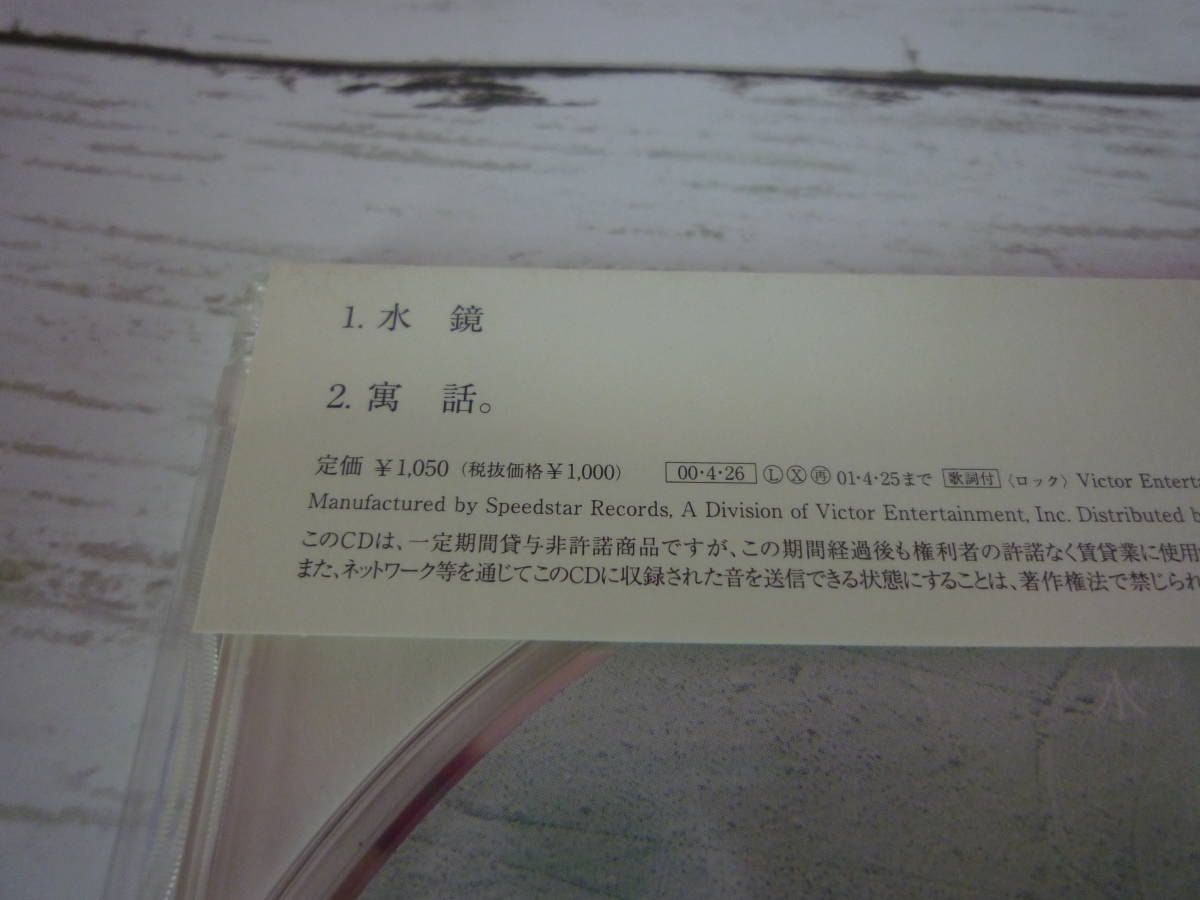 1. 水 鏡
2. 寓 話。
定価 ￥1,050 (税抜価格￥1,000) 00・4・26 Ⓛ Ⓧ ㊢ 01・4・25まで 歌詞付 〈ロック〉 Victor Enterta
Manufactured by Speedstar Records, A Division of Victor Entertainment, Inc. Distributed b
このCDは、一定期間貸与非許諾商品ですが、この期間経過後も権利者の許諾なく賃貸業に使用
また、ネットワーク等を通じてこのCDに収録された音を送信できる状態にすることは、著作権法で禁じられ
水